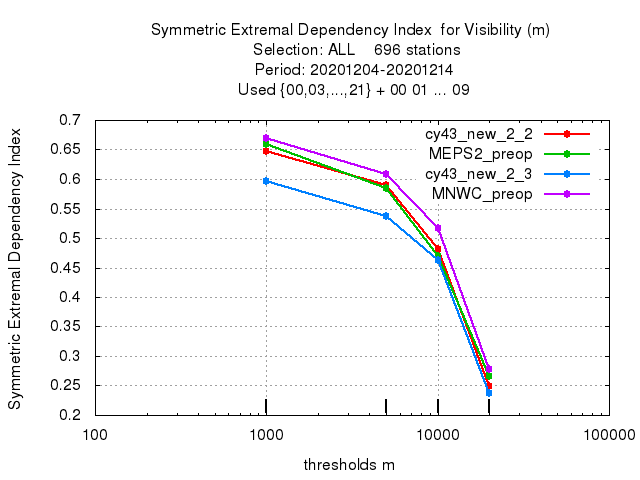 Symmetric Extremal Dependency Index  for Visibility (m)
Selection: ALL    696 stations
Period: 20201204-20201214
Used {00,03,...,21} + 00 01 ... 09
Symmetric Extremal Dependency Index
0.7
0.65
0.6
0.55
0.5
0.45
0.4
0.35
0.3
0.25
0.2
cy43_new_2_2
MEPS2_preop
cy43_new_2_3
MNWC_preop
100
1000
10000
100000
thresholds m